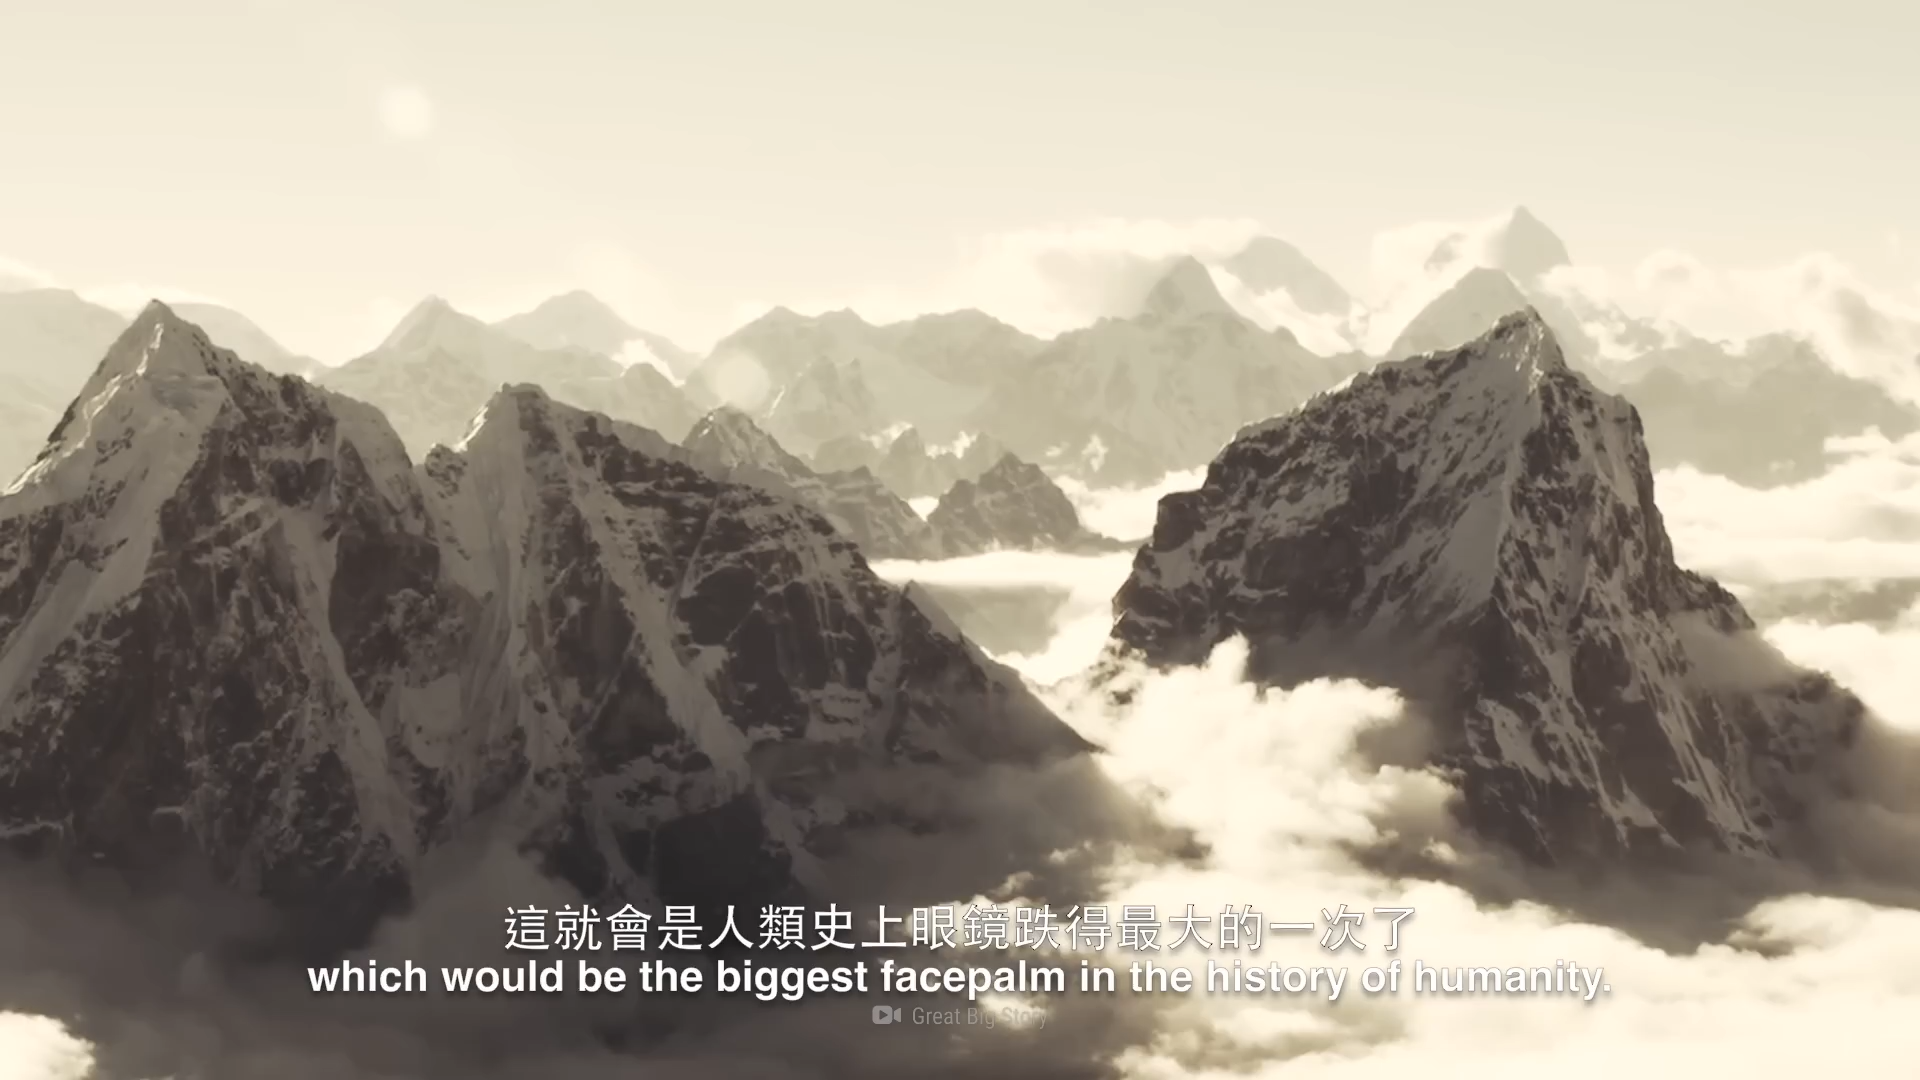 這就會是人類史上眼鏡跌得最大的一次了
which would be the biggest facepalm in the history of humanity.
Great Big Story